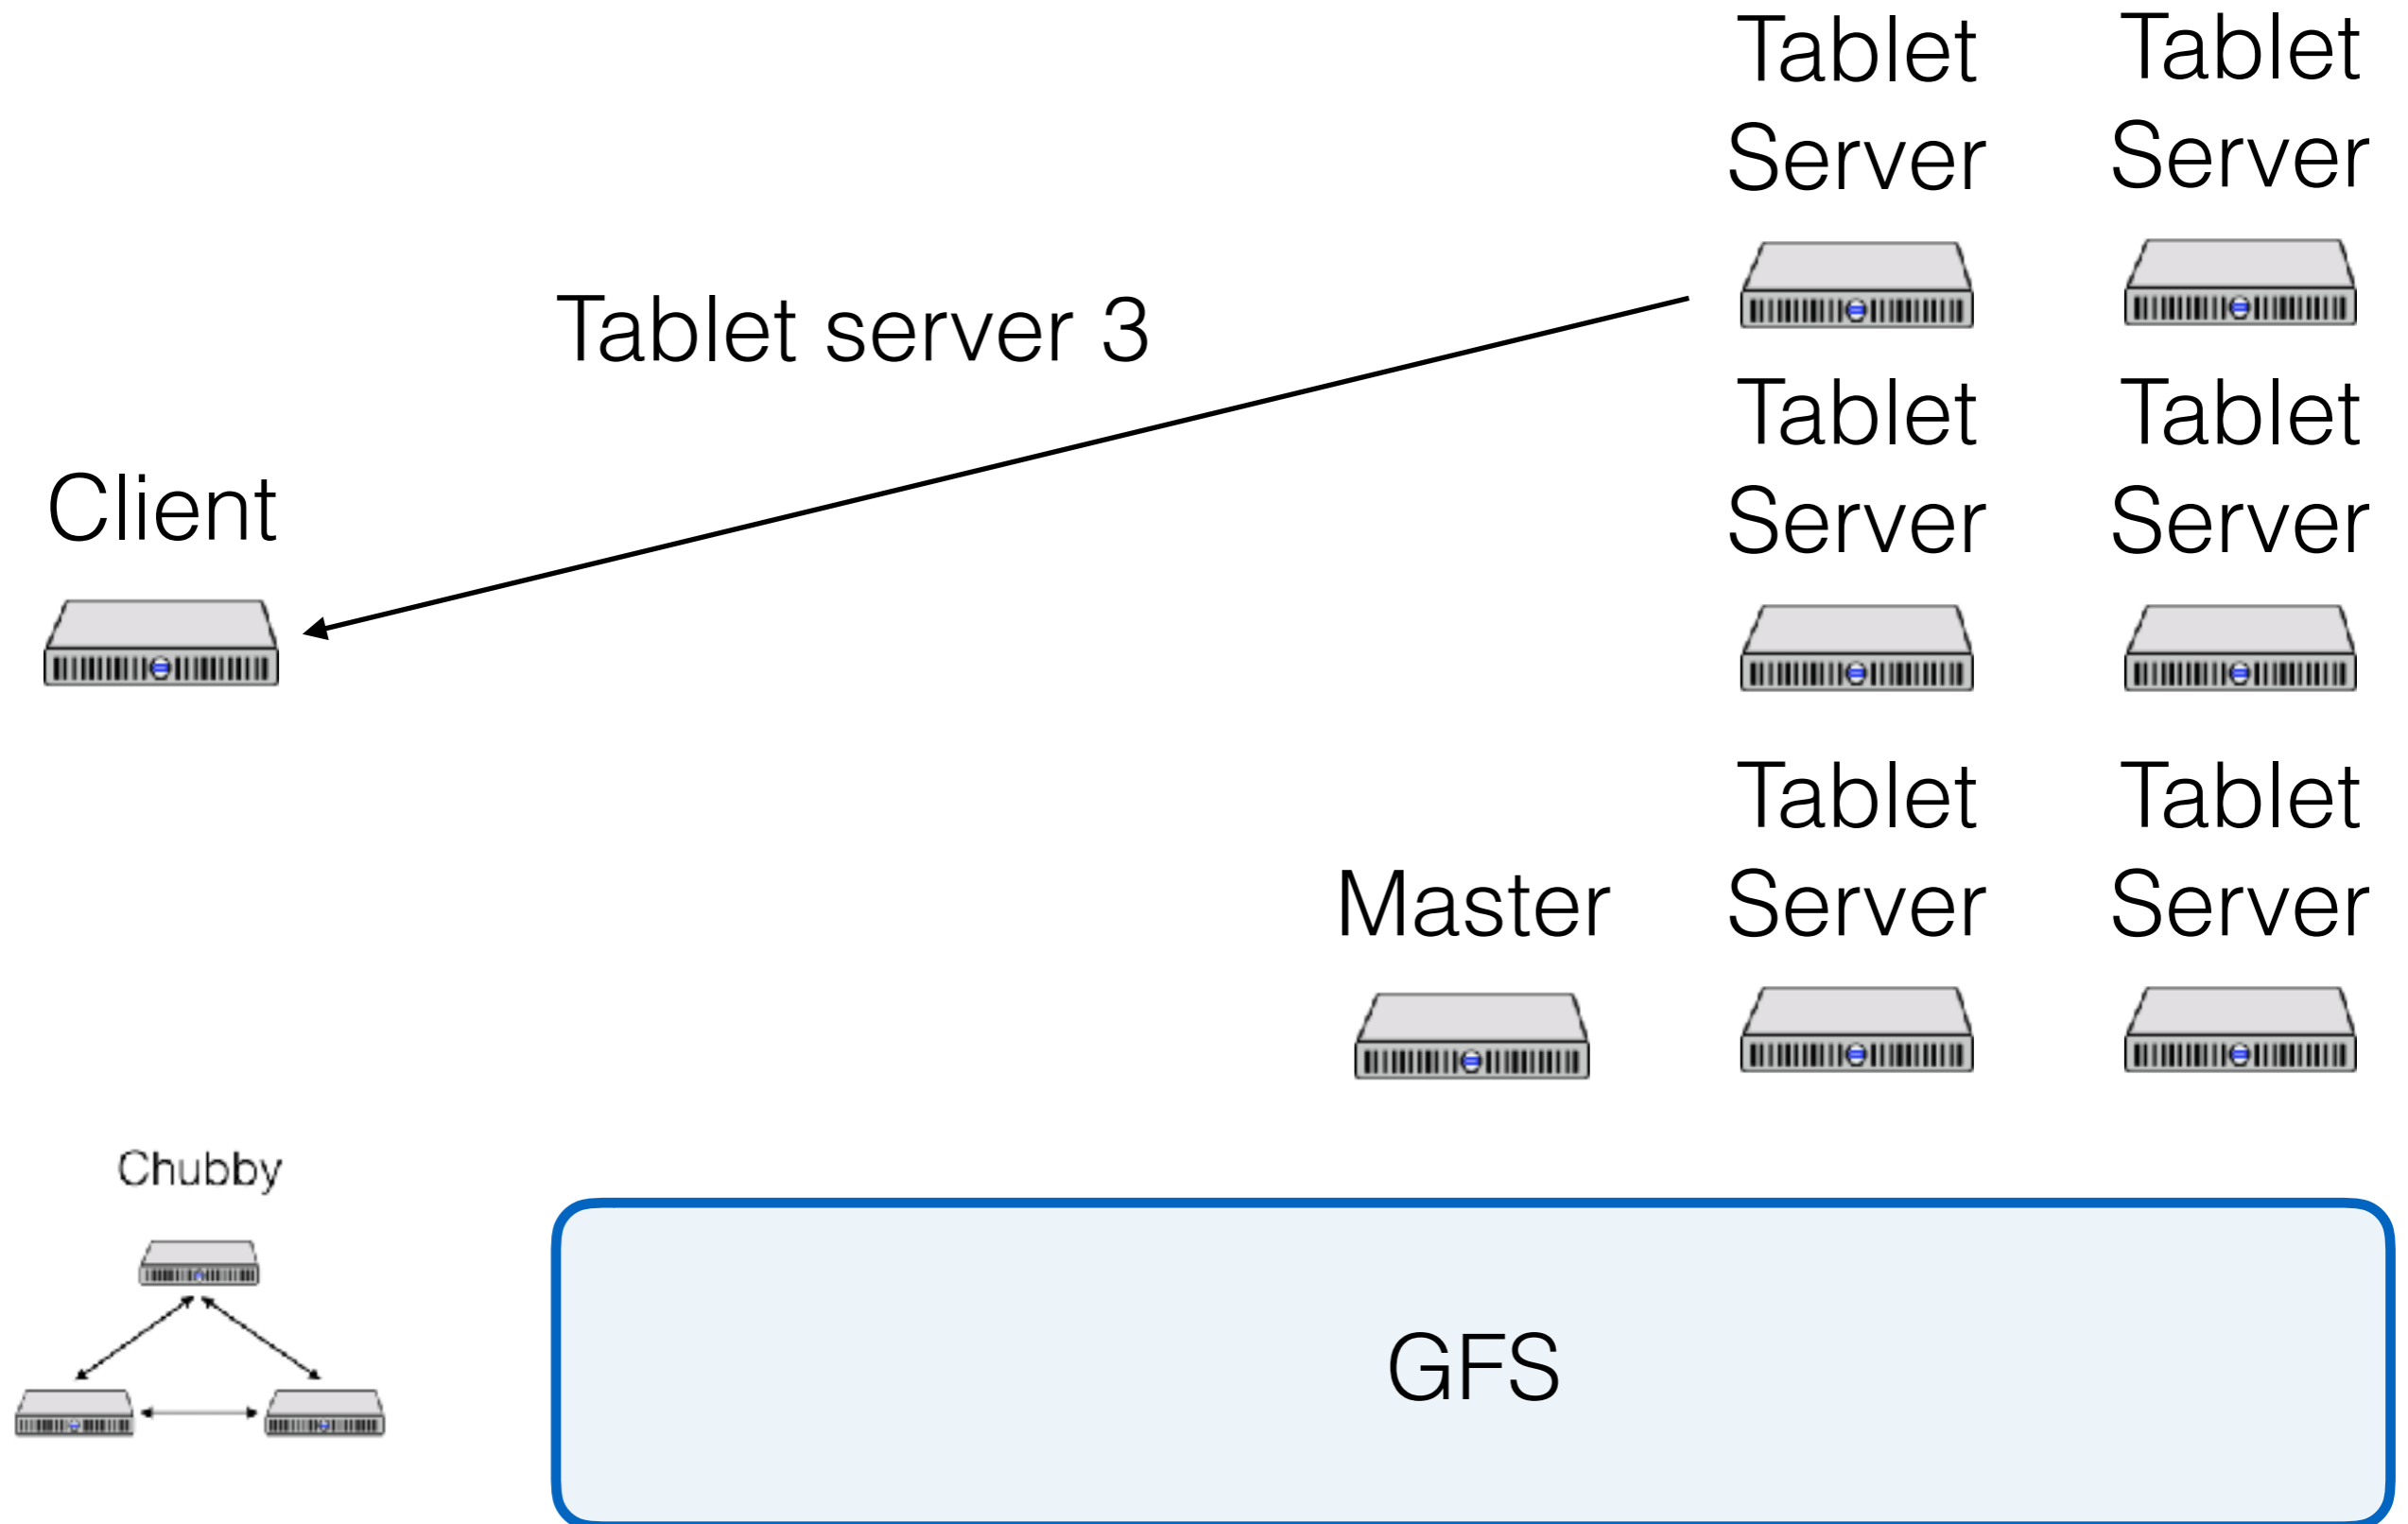 Tablet
Server
Tablet
Server
Tablet server 3
Client
Tablet
Server
Tablet
Server
Master
Tablet
Server
Tablet
Server
Chubby
GFS